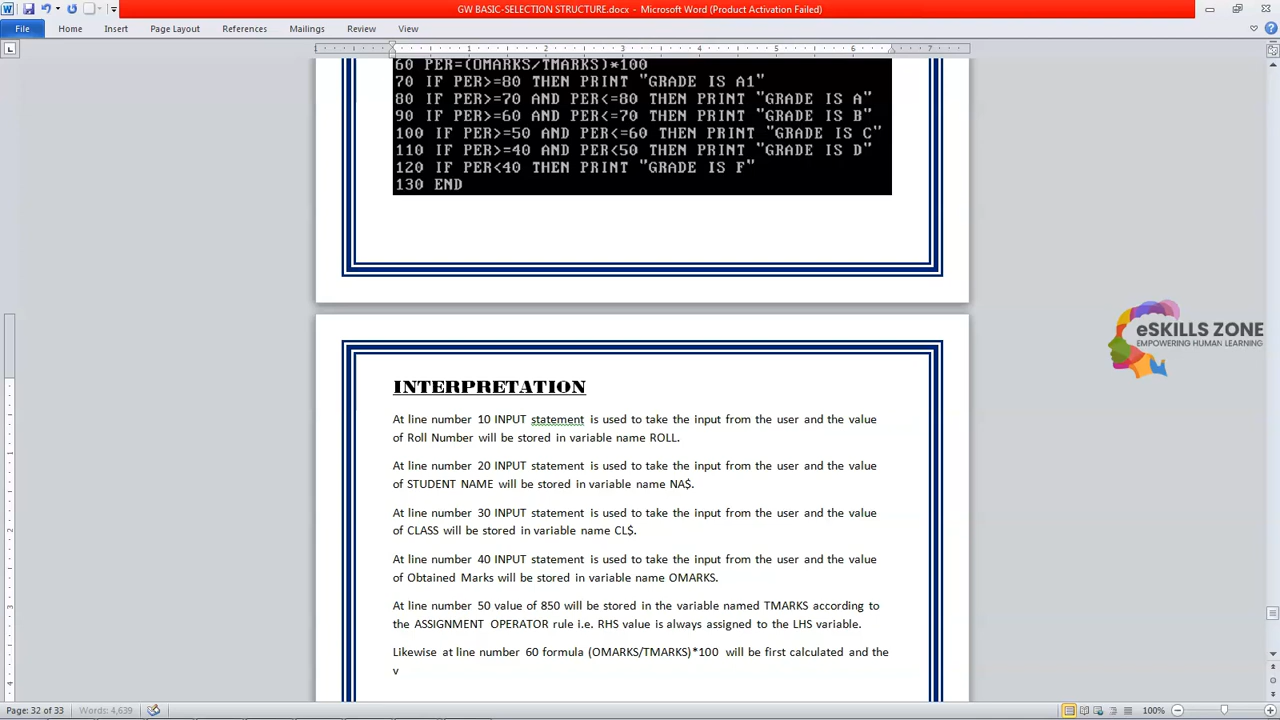 GW BASIC-SELECTION STRUCTURE.docx - Microsoft Word (Product Activation Failed)
File Home Insert Page Layout References Mailings Review View
1 1 2 3 4 5 6 7
60 PER=(OMARKS/TMARKS)*100
70 IF PER>=80 THEN PRINT "GRADE IS A1"
80 IF PER>=70 AND PER<=80 THEN PRINT "GRADE IS A"
90 IF PER>=60 AND PER<=70 THEN PRINT "GRADE IS B"
100 IF PER>=50 AND PER<=60 THEN PRINT "GRADE IS C"
110 IF PER>=40 AND PER<50 THEN PRINT "GRADE IS D"
120 IF PER<40 THEN PRINT "GRADE IS F"
130 END
eSKILLS ZONE
EMPOWERING HUMAN LEARNING
INTERPRETATION
At line number 10 INPUT statement is used to take the input from the user and the value
of Roll Number will be stored in variable name ROLL.
At line number 20 INPUT statement is used to take the input from the user and the value
of STUDENT NAME will be stored in variable name NA$.
At line number 30 INPUT statement is used to take the input from the user and the value
of CLASS will be stored in variable name CL$.
At line number 40 INPUT statement is used to take the input from the user and the value
of Obtained Marks will be stored in variable name OMARKS.
At line number 50 value of 850 will be stored in the variable named TMARKS according to
the ASSIGNMENT OPERATOR rule i.e. RHS value is always assigned to the LHS variable.
Likewise at line number 60 formula (OMARKS/TMARKS)*100 will be first calculated and the
v
1
2
3
4
Page: 32 of 33 Words: 4,639 100%